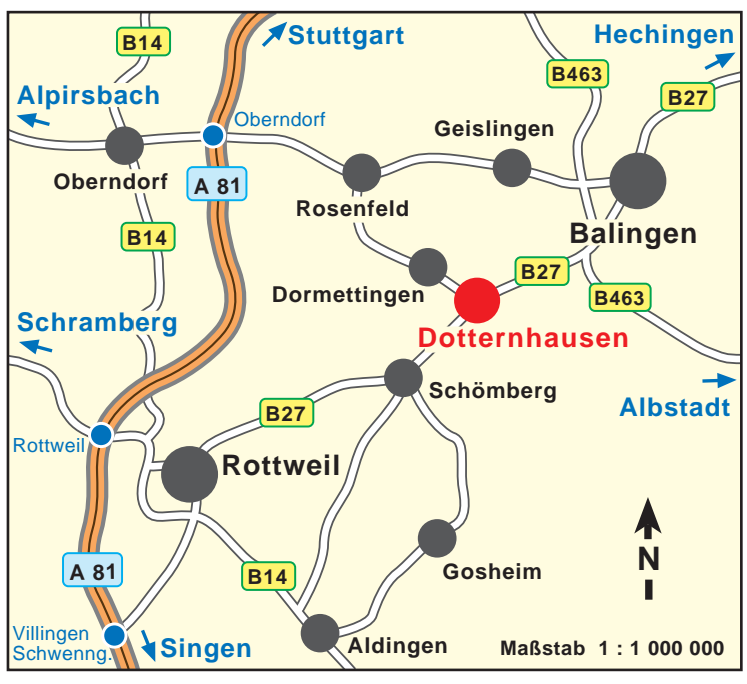 B14
Stuttgart
Hechingen
B463
Alpirsbach
B27
Oberndorf
Geislingen
Oberndorf
A 81
Rosenfeld
B14
Balingen
B27
Dormettingen
B463
Schramberg
Dotternhausen
Schömberg
Albstadt
B27
Rottweil
Rottweil
A 81
B14
Gosheim
N
Villingen
Schwenng.
Singen
Aldingen
Maßstab 1 : 1 000 000